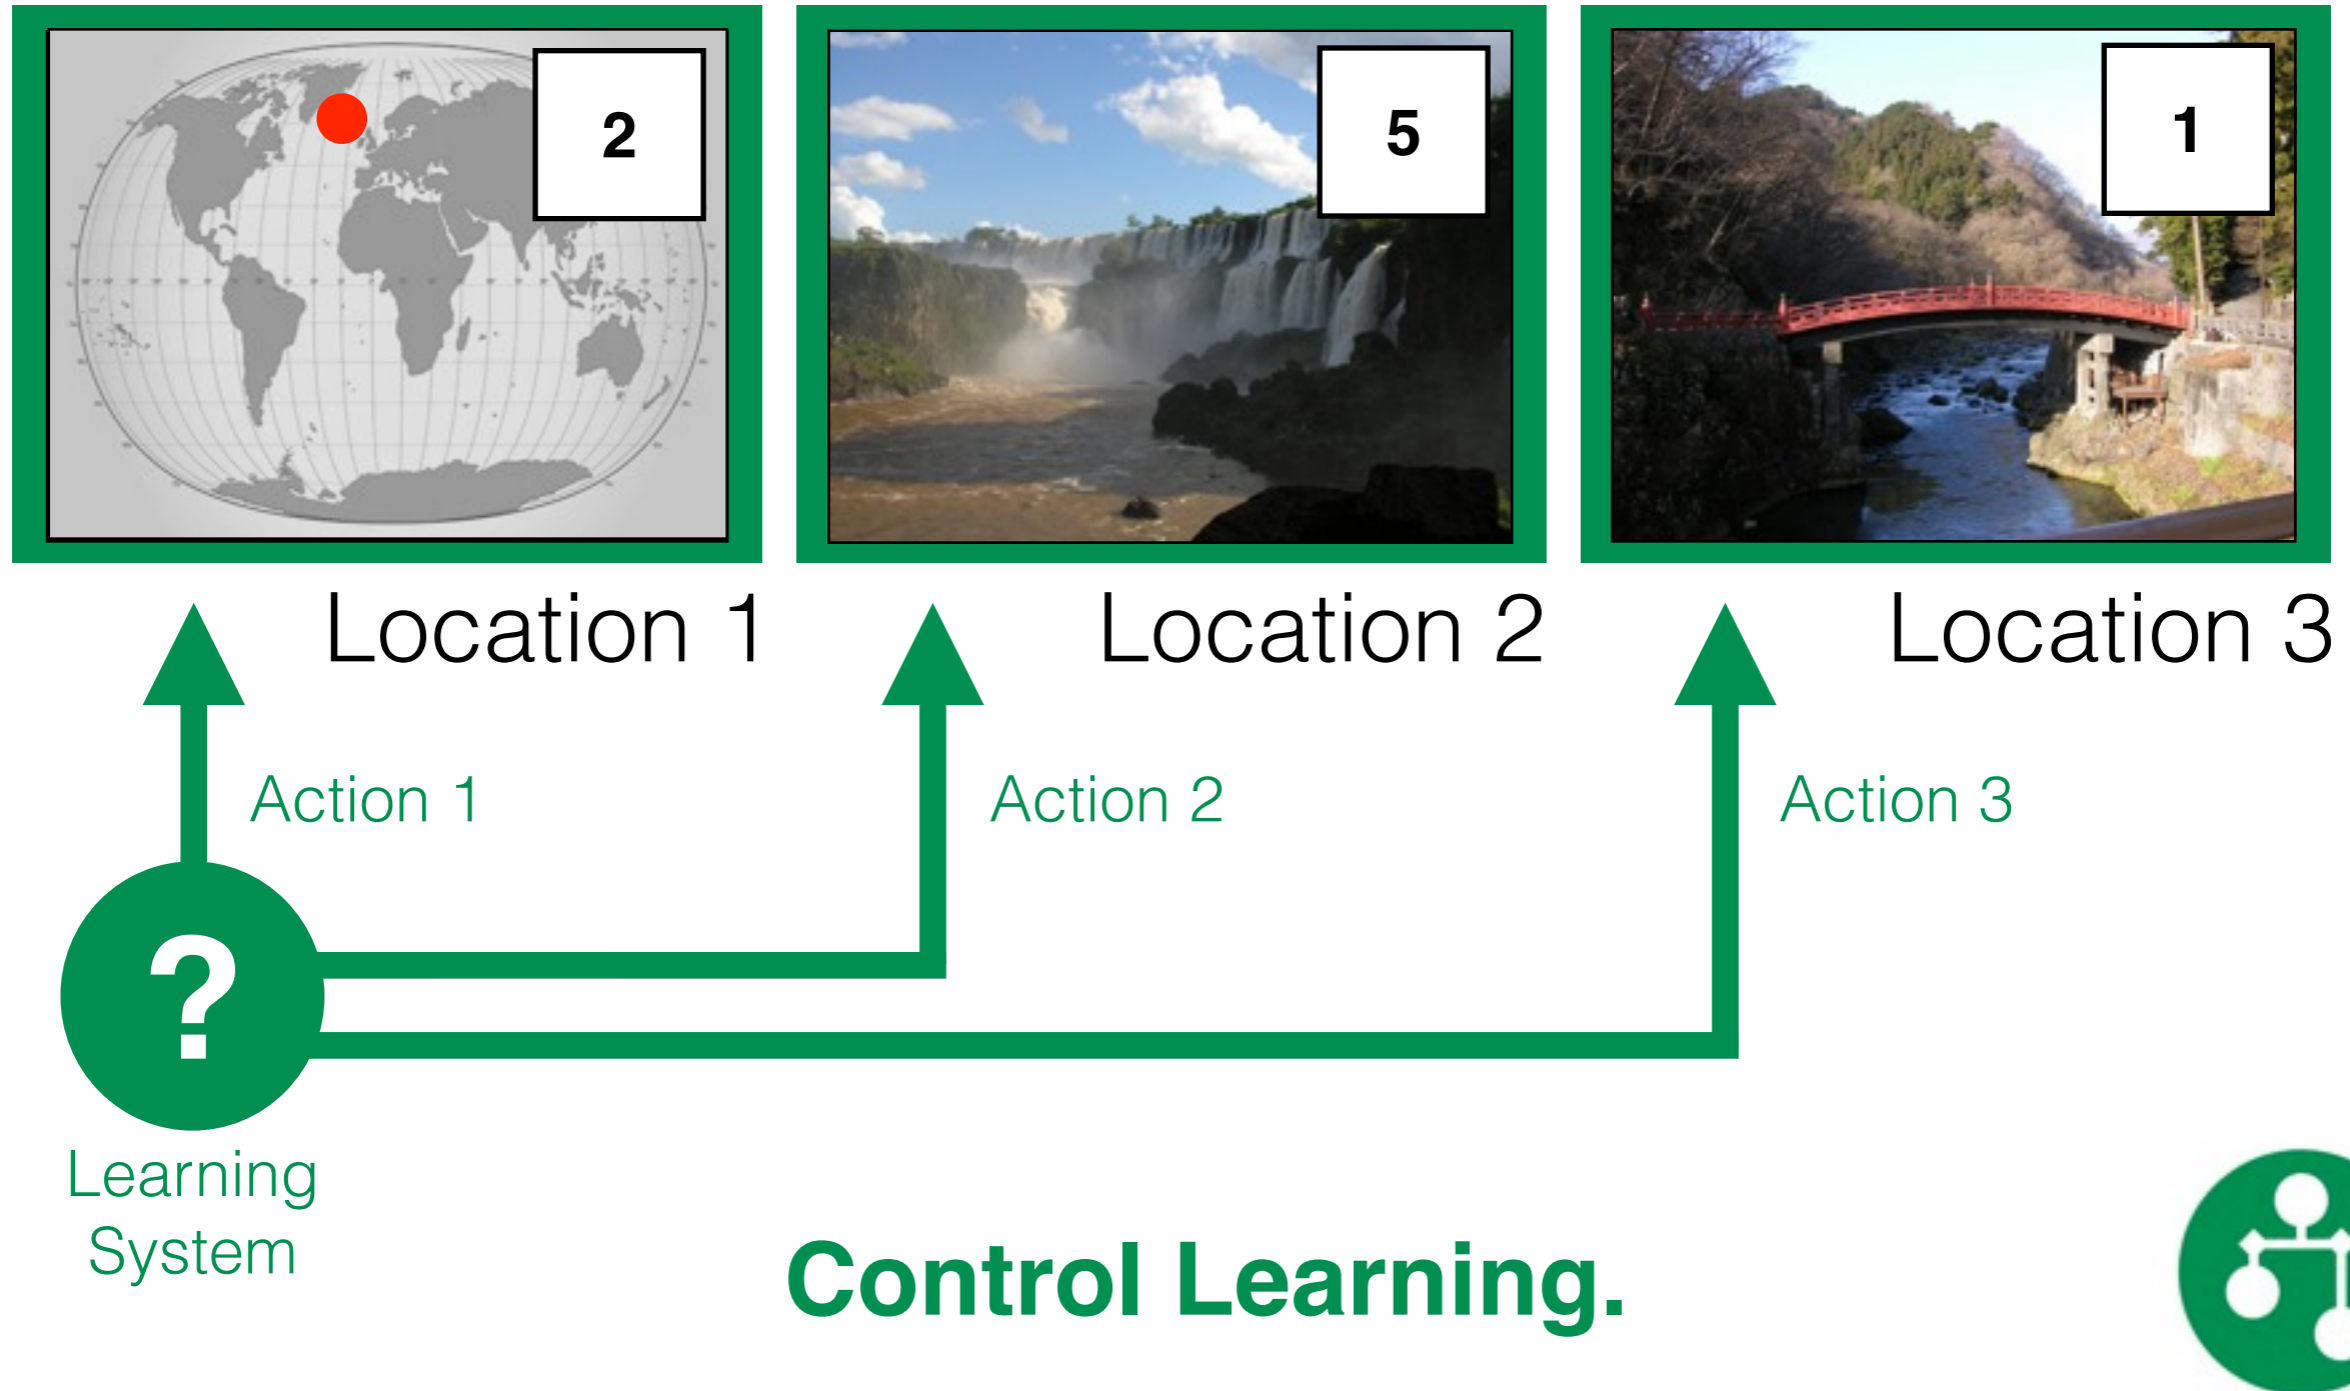 2
5
1
Location 1
Location 2
Location 3
Action 1
Action 2
Action 3
?
Learning
System
Control Learning.